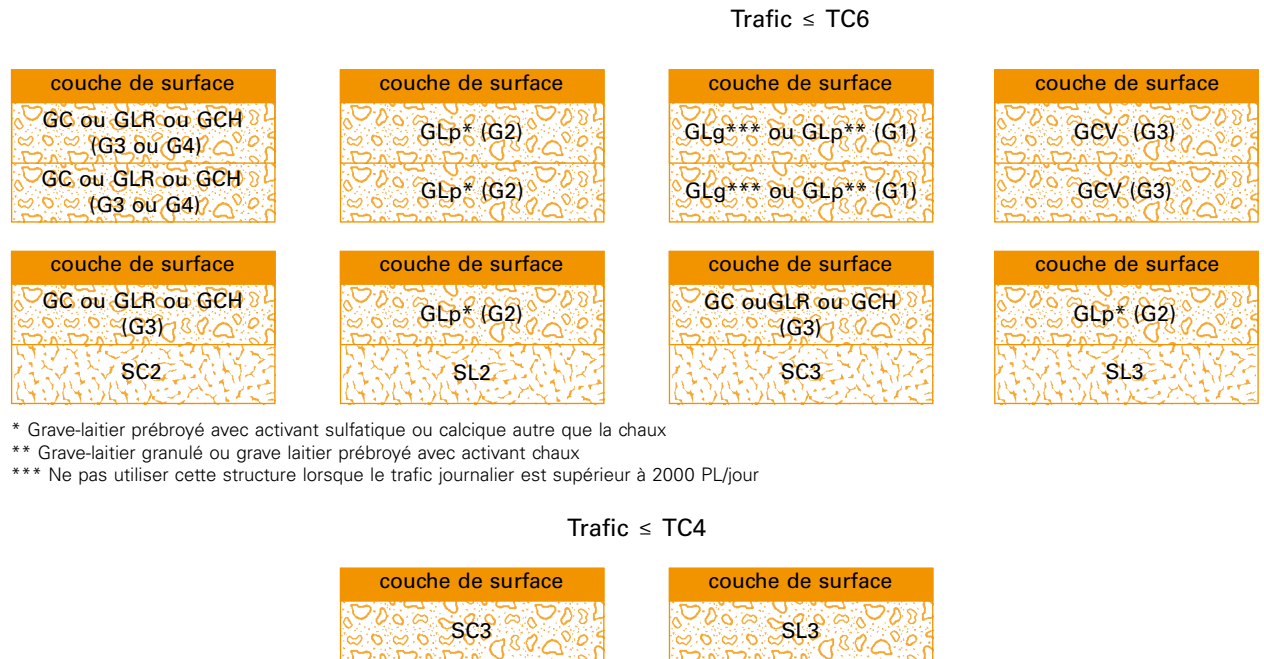 Trafic ≤ TC6
couche de surface
GC ou GLR ou GCH
(G3 ou G4)
GC ou GLR ou GCH
(G3 ou G4)
couche de surface
GLp* (G2)
GLp* (G2)
couche de surface
GLg*** ou GLp** (G1)
GLg*** ou GLp** (G1)
couche de surface
GCV (G3)
GCV (G3)
couche de surface
GC ou GLR ou GCH
(G3)
SC2
couche de surface
GLp* (G2)
SL2
couche de surface
GC ouGLR ou GCH
(G3)
SC3
couche de surface
GLp* (G2)
SL3
* Grave-laitier prébroyé avec activant sulfatique ou calcique autre que la chaux
** Grave-laitier granulé ou grave laitier prébroyé avec activant chaux
*** Ne pas utiliser cette structure lorsque le trafic journalier est supérieur à 2000 PL/jour
Trafic ≤ TC4
couche de surface
SC3
couche de surface
SL3